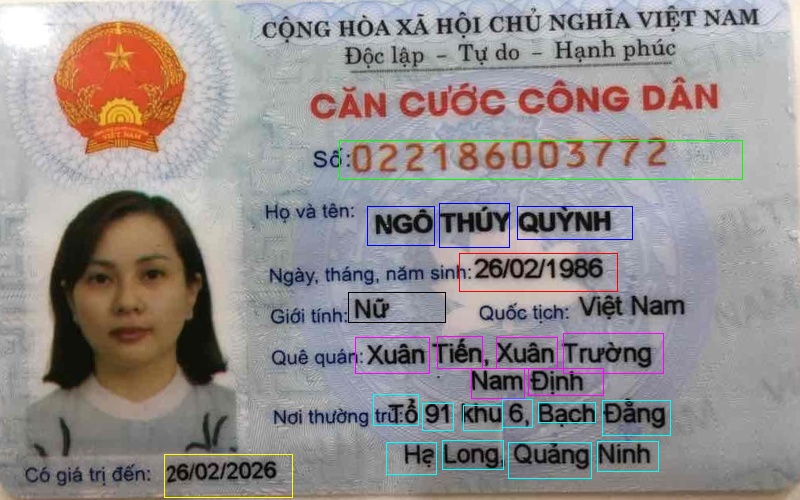 CỘNG HÒA XÃ HỘI CHỦ NGHĨA VIỆT NAM
Độc lập – Tự do – Hạnh phúc
CĂN CƯỚC CÔNG DÂN
Số: 022186003772
Họ và tên: NGÔ THÚY QUỲNH
Ngày, tháng, năm sinh: 26/02/1986
Giới tính: Nữ Quốc tịch: Việt Nam
Quê quán: Xuân Tiến, Xuân Trường
Nam Định
Nơi thường trú: Tổ 91 khu 6, Bạch Đằng
Hạ Long, Quảng Ninh
Có giá trị đến: 26/02/2026
VIỆT NAM